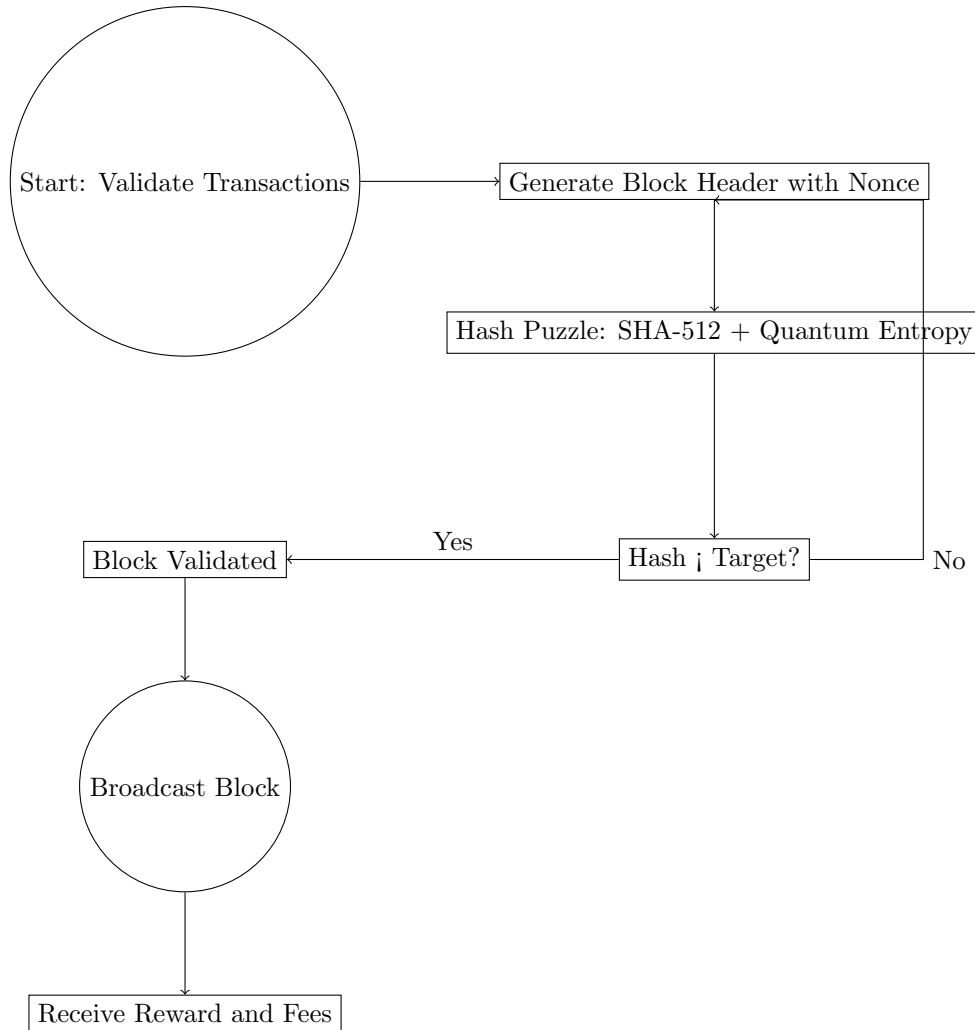 Start: Validate Transactions
Generate Block Header with Nonce
Hash Puzzle: SHA-512 + Quantum Entropy
Hash ¡ Target?
Yes
No
Block Validated
Broadcast Block
Receive Reward and Fees